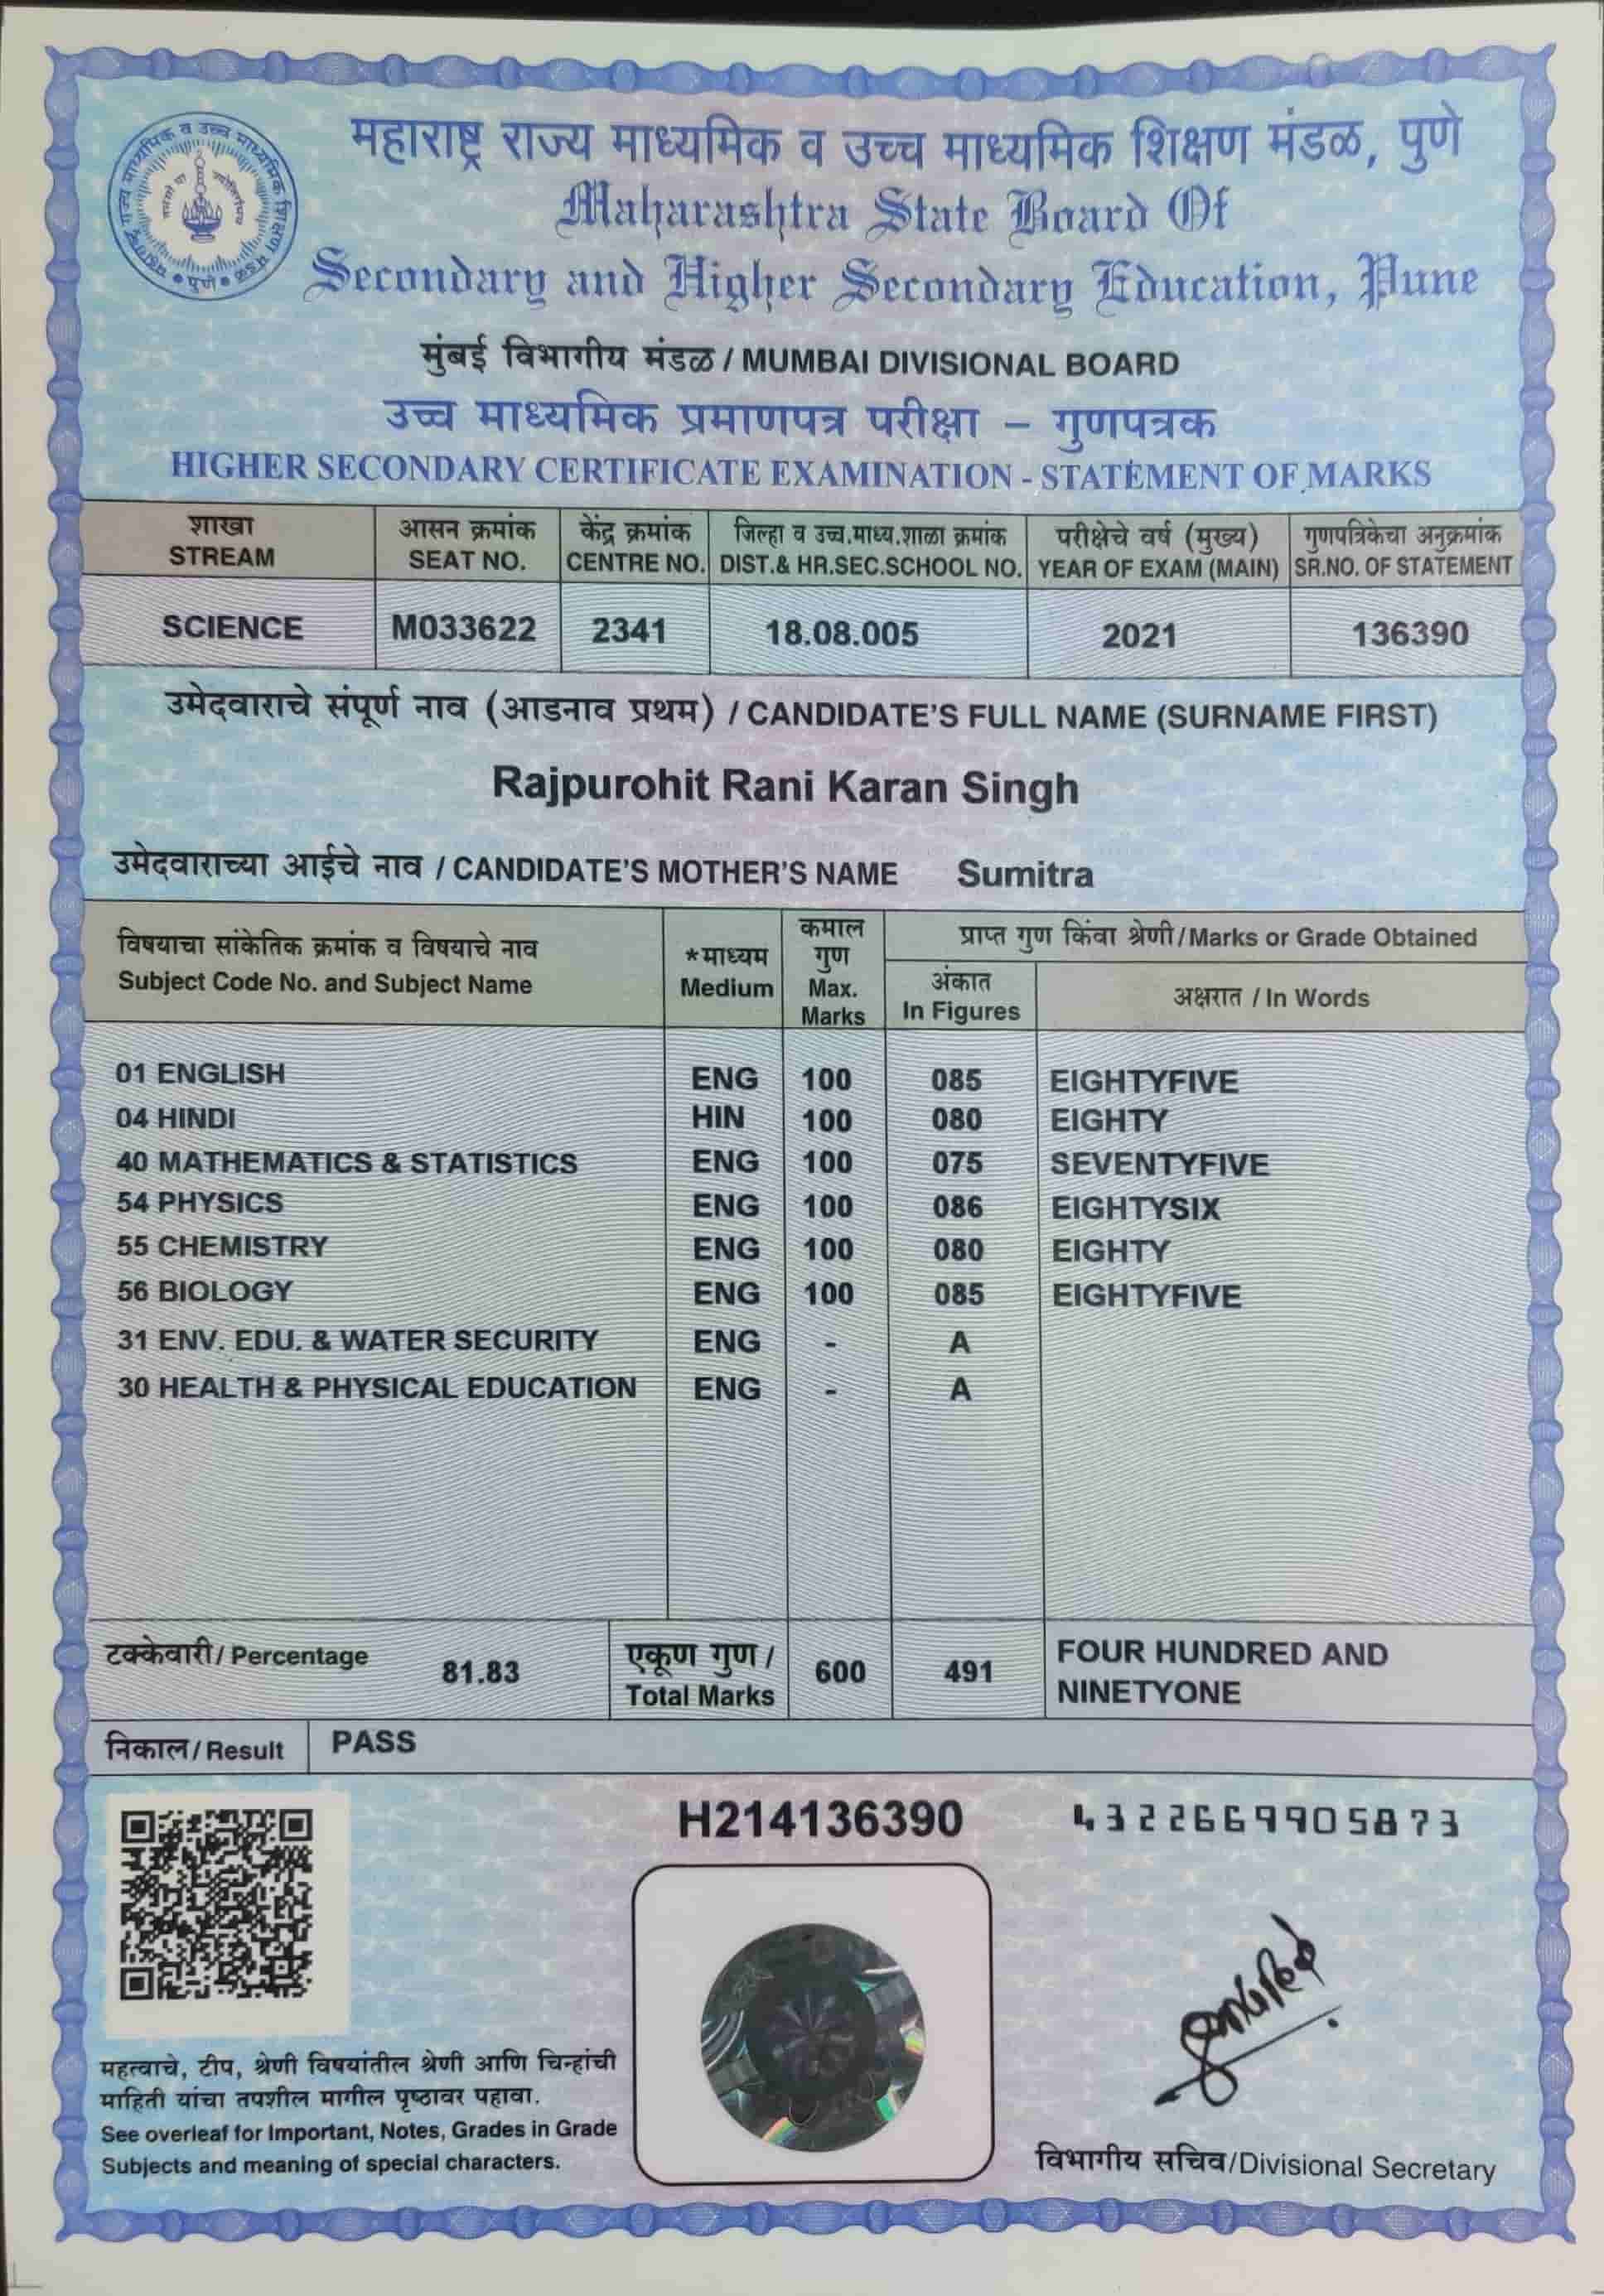 महाराष्ट्र राज्य माध्यमिक व उच्च माध्यमिक शिक्षण मंडळ, पुणे
Maharashtra State Board Of
Secondary and Higher Secondary Education, Pune
मुंबई विभागीय मंडळ / MUMBAI DIVISIONAL BOARD
उच्च माध्यमिक प्रमाणपत्र परीक्षा – गुणपत्रक
HIGHER SECONDARY CERTIFICATE EXAMINATION - STATEMENT OF MARKS
शाखा आसन क्रमांक केंद्र क्रमांक जिल्हा व उच्च.माध्य.शाळा क्रमांक परीक्षेचे वर्ष (मुख्य) गुणपत्रिकेचा अनुक्रमांक
STREAM SEAT NO. CENTRE NO. DIST.& HR.SEC.SCHOOL NO. YEAR OF EXAM (MAIN) SR.NO. OF STATEMENT
SCIENCE M033622 2341 18.08.005 2021 136390
उमेदवाराचे संपूर्ण नाव (आडनाव प्रथम) / CANDIDATE'S FULL NAME (SURNAME FIRST)
Rajpurohit Rani Karan Singh
उमेदवाराच्या आईचे नाव / CANDIDATE'S MOTHER'S NAME Sumitra
विषयाचा सांकेतिक क्रमांक व विषयाचे नाव
Subject Code No. and Subject Name
*माध्यम
Medium
कमाल
गुण
Max.
Marks
प्राप्त गुण किंवा श्रेणी/Marks or Grade Obtained
अंकात
In Figures
अक्षरात / In Words
01 ENGLISH ENG 100 085 EIGHTYFIVE
04 HINDI HIN 100 080 EIGHTY
40 MATHEMATICS & STATISTICS ENG 100 075 SEVENTYFIVE
54 PHYSICS ENG 100 086 EIGHTYSIX
55 CHEMISTRY ENG 100 080 EIGHTY
56 BIOLOGY ENG 100 085 EIGHTYFIVE
31 ENV. EDU. & WATER SECURITY ENG - A
30 HEALTH & PHYSICAL EDUCATION ENG - A
टक्केवारी/ Percentage 81.83
एकूण गुण /
Total Marks
600 491
FOUR HUNDRED AND
NINETYONE
निकाल/Result PASS
H214136390 4322669905873
महत्वाचे, टीप, श्रेणी विषयांतील श्रेणी आणि चिन्हांची
माहिती यांचा तपशील मागील पृष्ठावर पहावा.
See overleaf for Important, Notes, Grades in Grade
Subjects and meaning of special characters.
विभागीय सचिव/Divisional Secretary